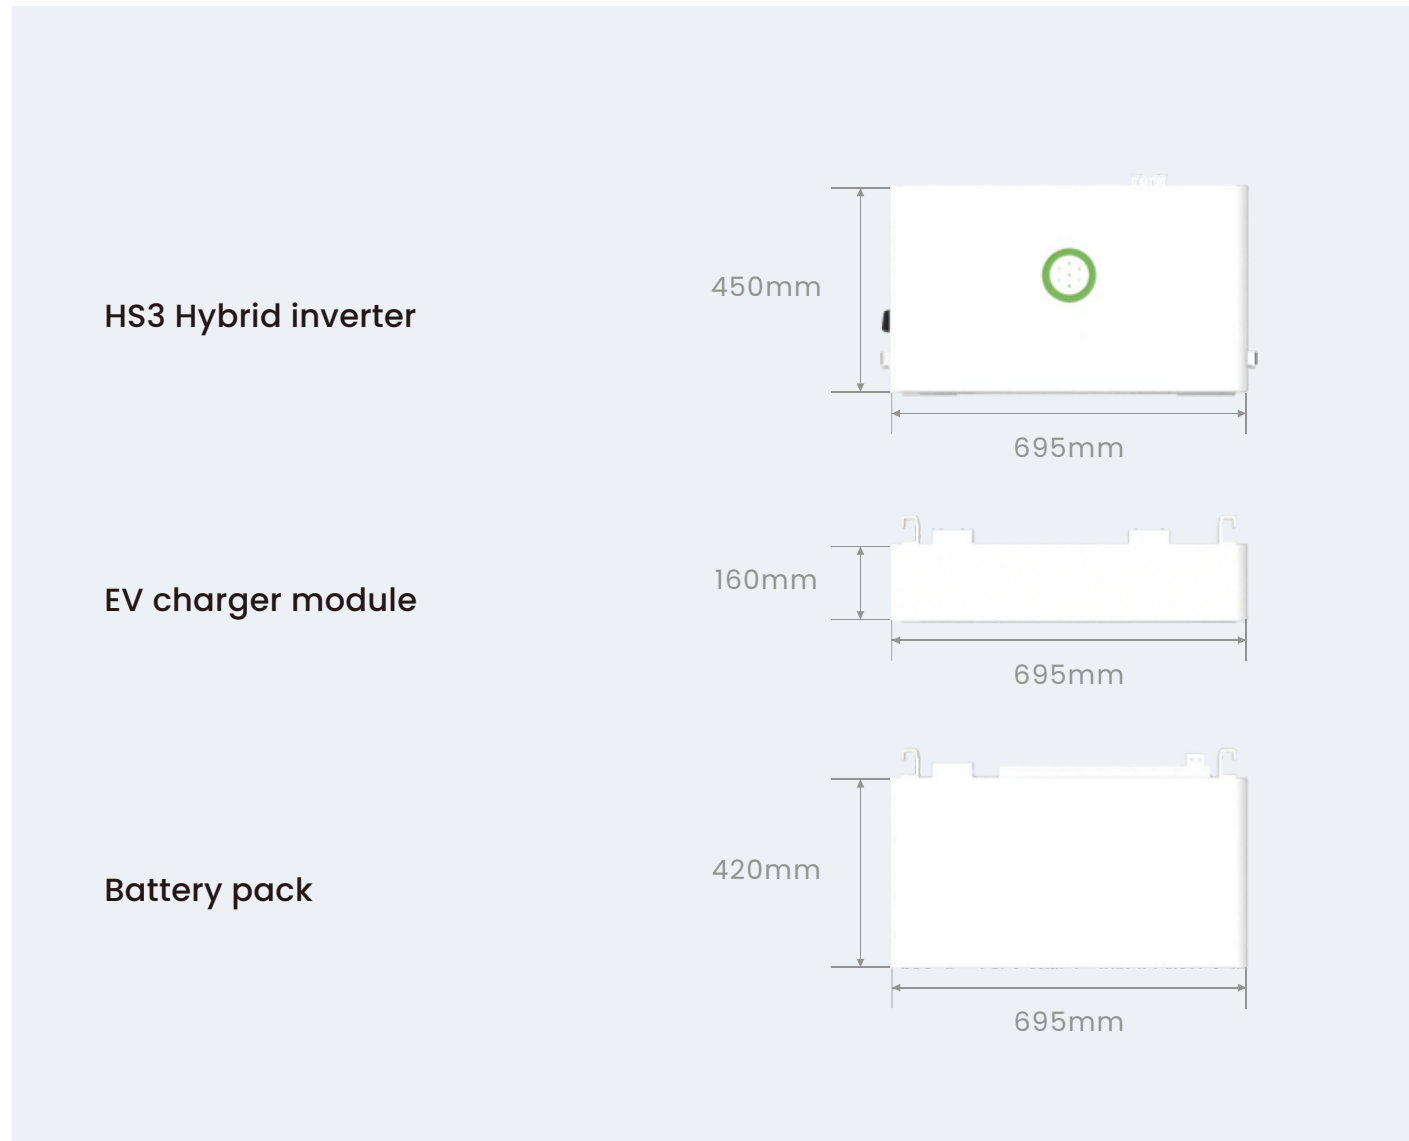 450mm
HS3 Hybrid inverter
695mm
160mm
EV charger module
695mm
420mm
Battery pack
695mm